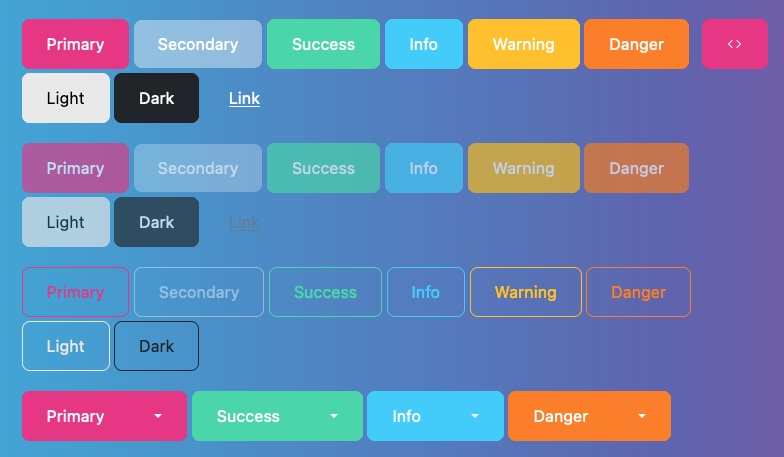 Primary Secondary Success Info Warning Danger <>
Light Dark Link
Primary Secondary Success Info Warning Danger
Light Dark Link
Primary Secondary Success Info Warning Danger
Light Dark
Primary Success Info Danger